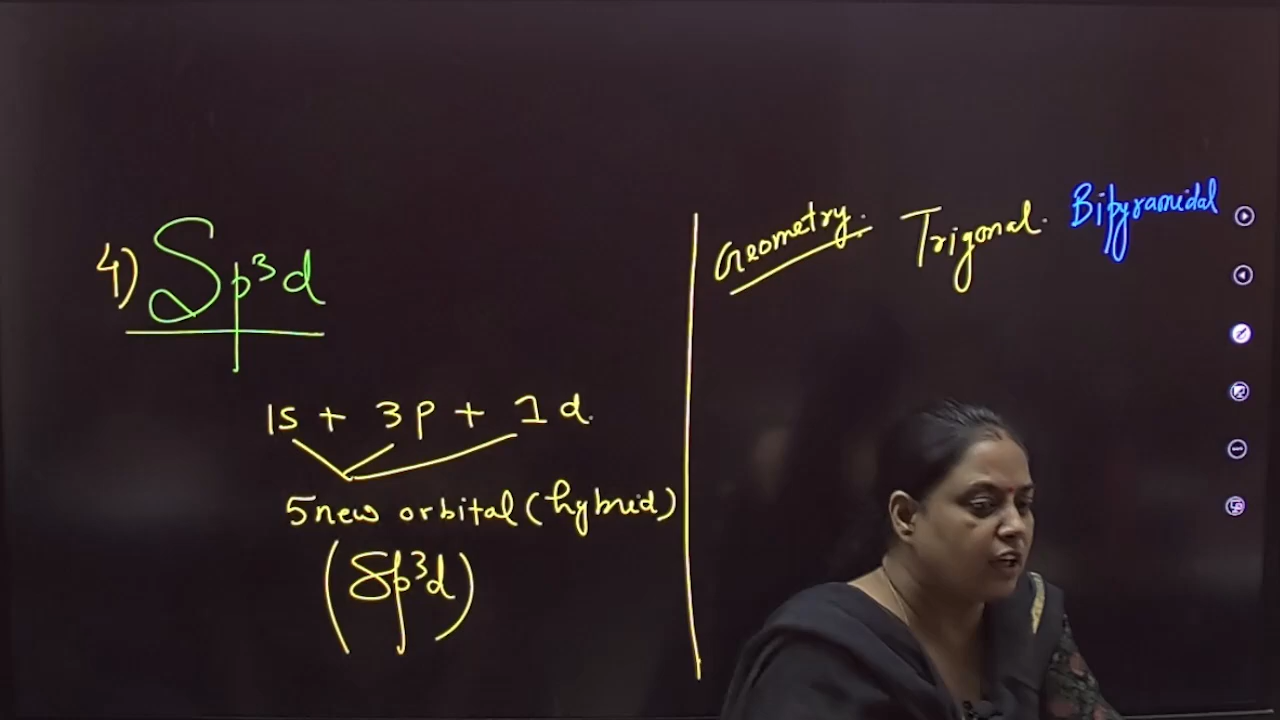 4) Sp³d
1s + 3p + 1d.
5 new orbital (hybrid)
(Sp³d)
Geometry. Trigonal. Bipyramidal